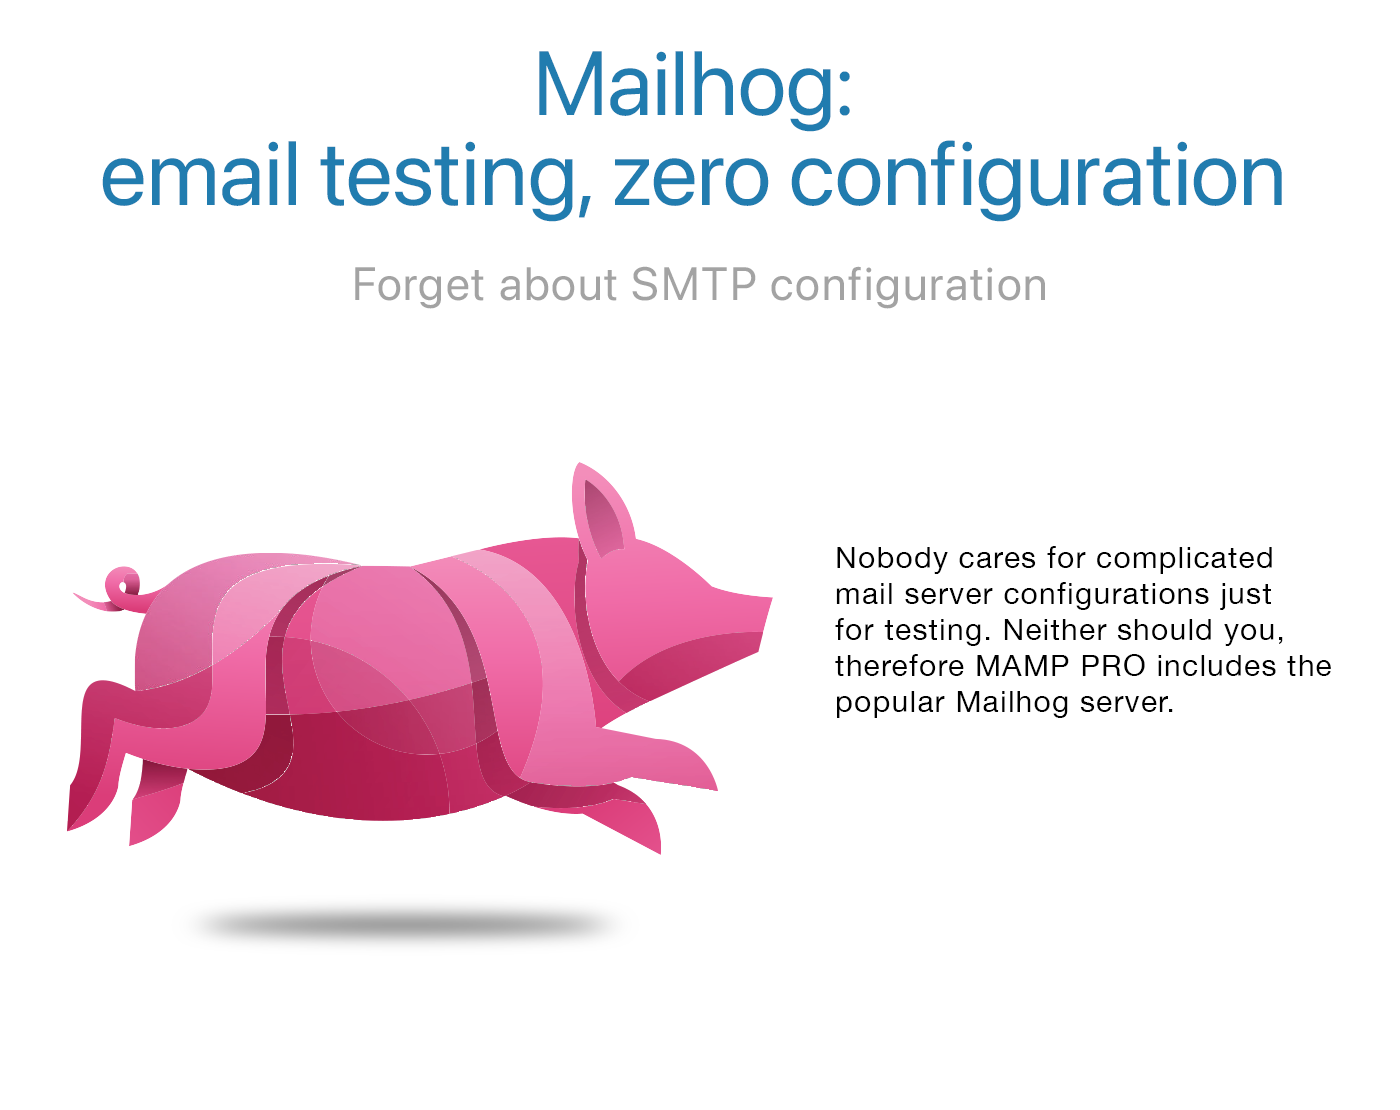 Mailhog:
email testing, zero configuration
Forget about SMTP configuration
Nobody cares for complicated
mail server configurations just
for testing. Neither should you,
therefore MAMP PRO includes the
popular Mailhog server.